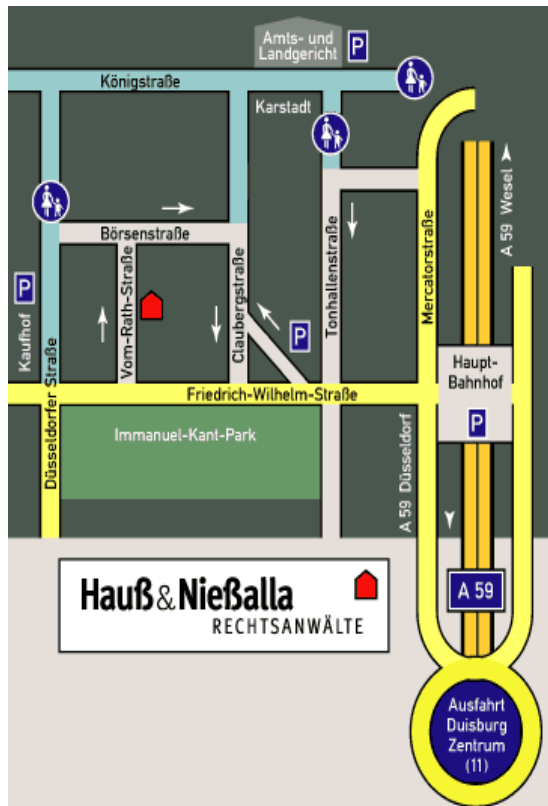 Amts- und
Landgericht
P
Königstraße
Karstadt
A 59 Wesel
Börsenstraße
Vom-Rath-Straße
Claubergstraße
Tonhallenstraße
Mercatorstraße
P
Kaufhof
P
Düsseldorfer Straße
Friedrich-Wilhelm-Straße
Haupt-
Bahnhof
P
Immanuel-Kant-Park
A 59 Düsseldorf
Hauß & Nießalla
RECHTSANWÄLTE
A 59
Ausfahrt
Duisburg
Zentrum
(11)